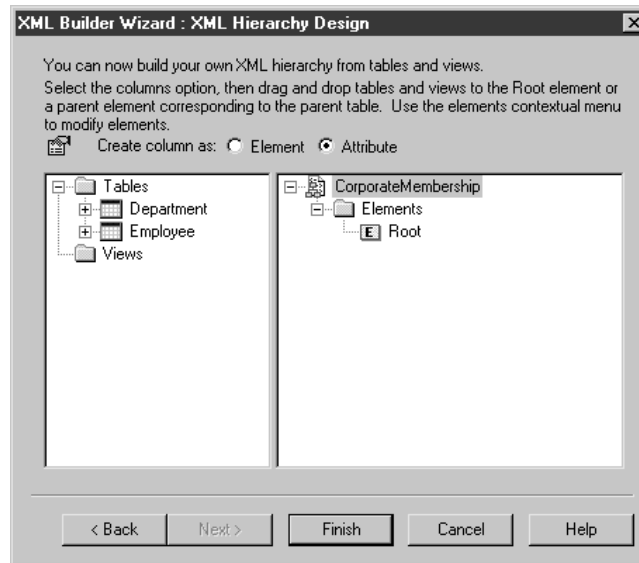 XML Builder Wizard : XML Hierarchy Design
You can now build your own XML hierarchy from tables and views.
Select the columns option, then drag and drop tables and views to the Root element or
a parent element corresponding to the parent table. Use the elements contextual menu
to modify elements.
Create column as: Element Attribute
Tables
Department
Employee
Views
CorporateMembership
Elements
E Root
< Back Next > Finish Cancel Help